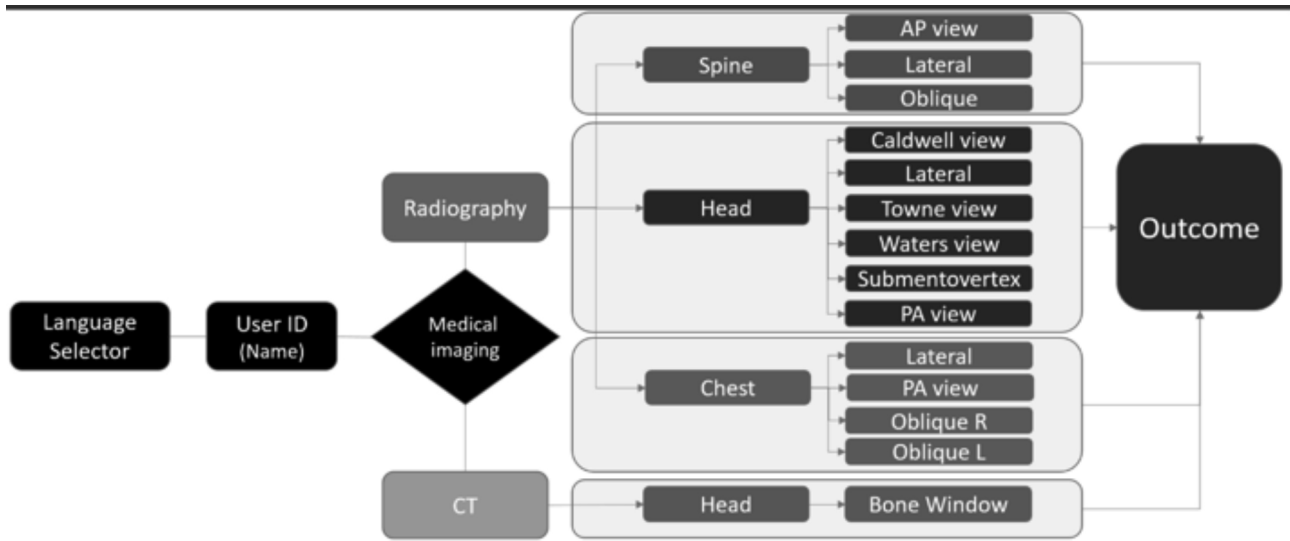 Language
Selector
User ID
(Name)
Medical
imaging
Radiography
CT
Spine
AP view
Lateral
Oblique
Head
Caldwell view
Lateral
Towne view
Waters view
Submentovertex
PA view
Chest
Lateral
PA view
Oblique R
Oblique L
Head
Bone Window
Outcome